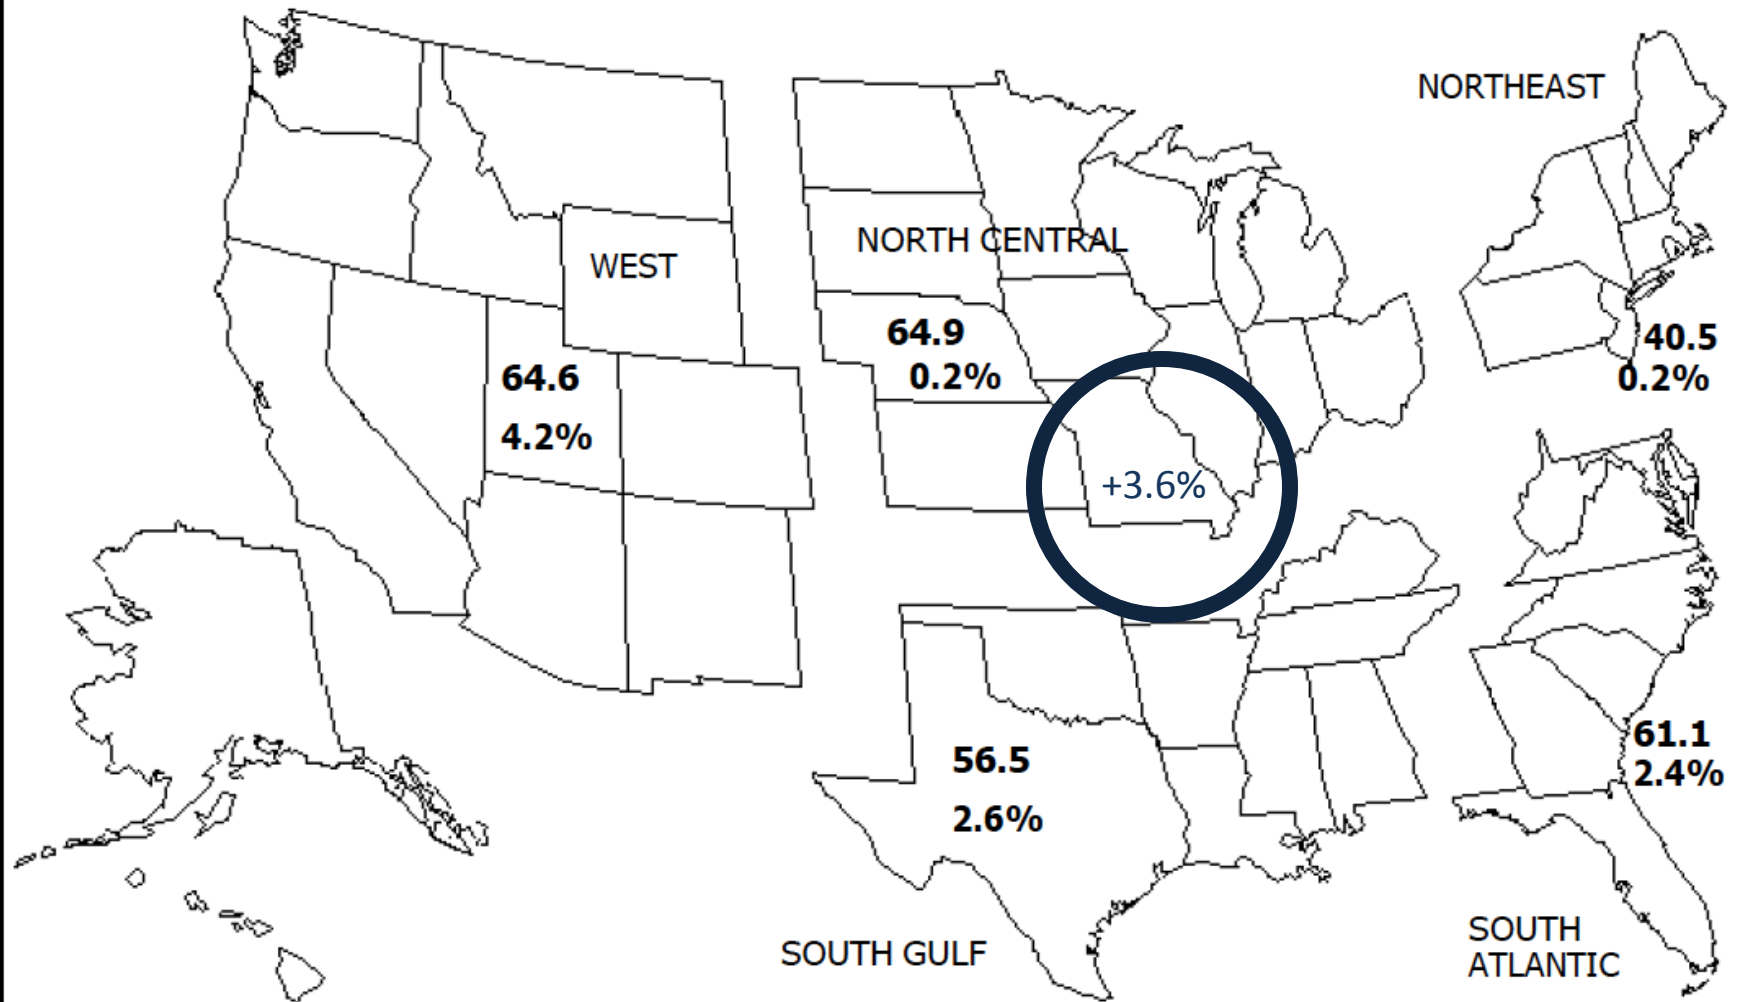 NORTHEAST
NORTH CENTRAL
WEST
64.9
0.2%
40.5
0.2%
64.6
4.2%
+3.6%
61.1
2.4%
56.5
2.6%
SOUTH GULF
SOUTH
ATLANTIC